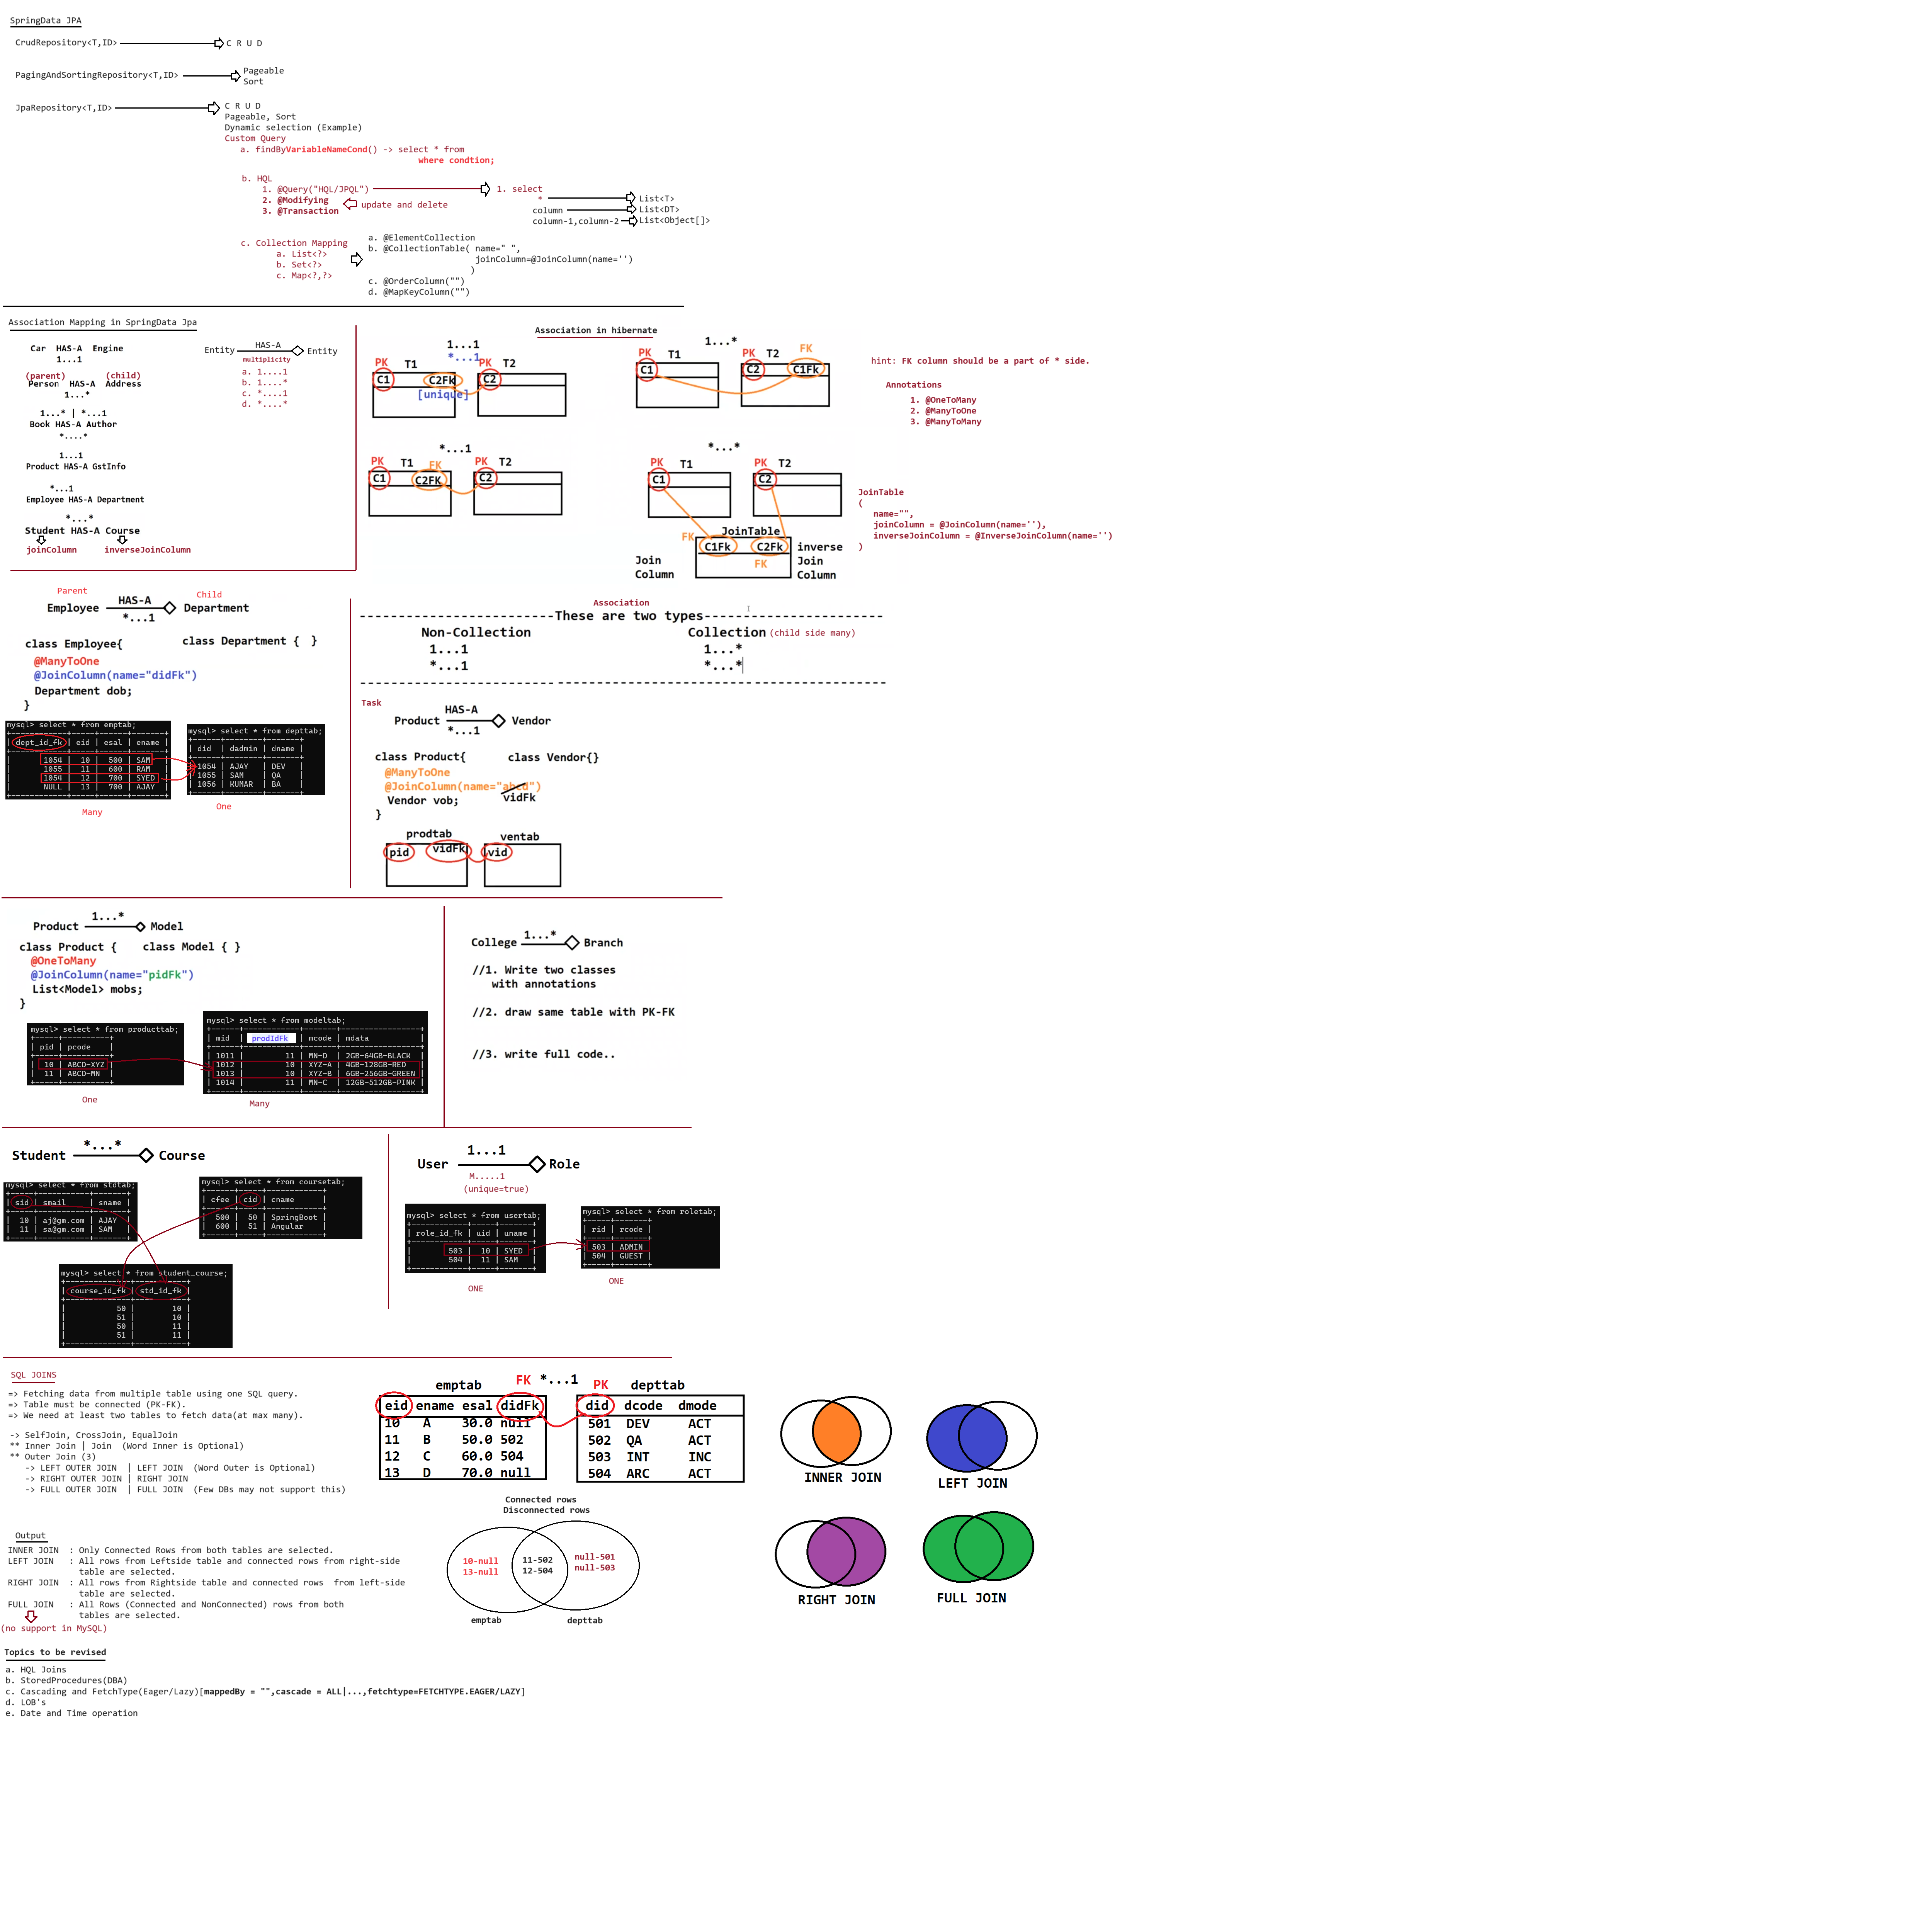 SpringData JPA
CrudRepository<T,ID> C R U D
PagingAndSortingRepository<T,ID> Pageable
Sort
JpaRepository<T,ID> C R U D
Pageable, Sort
Dynamic selection (Example)
Custom Query
a. findByVariableNameCond() -> select * from
where condtion;
b. HQL
1. @Query("HQL/JPQL") 1. select
2. @Modifying
3. @Transaction
update and delete
* List<T>
column List<DT>
column-1,column-2 List<Object[]>
c. Collection Mapping
a. List<?>
b. Set<?>
c. Map<?,?>
a. @ElementCollection
b. @CollectionTable( name=" ",
joinColumn=@JoinColumn(name='')
)
c. @OrderColumn("")
d. @MapKeyColumn("")
Association Mapping in SpringData Jpa
Car HAS-A Engine
1...1
(parent) (child)
Person HAS-A Address
1...*
1...* | *...1
Book HAS-A Author
*....*
1...1
Product HAS-A GstInfo
*...1
Employee HAS-A Department
*...*
Student HAS-A Course
joinColumn inverseJoinColumn
Entity HAS-A Entity
multiplicity
a. 1....1
b. 1....*
c. *....1
d. *....*
Association in hibernate
1...1
*...1
PK T1 PK T2
C1 C2Fk C2
[unique]
1...*
PK T1 PK T2 FK
C1 C2 C1Fk
hint: FK column should be a part of * side.
Annotations
1. @OneToMany
2. @ManyToOne
3. @ManyToMany
*...1
PK T1 FK PK T2
C1 C2FK C2
*...*
PK T1 PK T2
C1 C2
JoinTable
FK C1Fk C2Fk
FK
Join
Column
inverse
Join
Column
JoinTable
(
name="",
joinColumn = @JoinColumn(name=''),
inverseJoinColumn = @InverseJoinColumn(name='')
)
Parent Child
Employee HAS-A Department
*...1
class Employee{ class Department { }
@ManyToOne
@JoinColumn(name="didFk")
Department dob;
}
mysql> select * from emptab;
| dept_id_fk | eid | esal | ename |
| 1054 | 10 | 500 | SAM |
| 1055 | 11 | 600 | RAM |
| 1054 | 12 | 700 | SYED |
| NULL | 13 | 700 | AJAY |
Many
mysql> select * from depttab;
| did | dadmin | dname |
| 1054 | AJAY | DEV |
| 1055 | SAM | QA |
| 1056 | KUMAR | BA |
One
Association
These are two types
Non-Collection Collection (child side many)
1...1 1...*
*...1 *...*
Task
Product HAS-A Vendor
*...1
class Product{ class Vendor{}
@ManyToOne
@JoinColumn(name="abcd")
Vendor vob; vidFk
}
prodtab ventab
pid vidFk vid
Product 1...* Model
class Product { class Model { }
@OneToMany
@JoinColumn(name="pidFk")
List<Model> mobs;
}
mysql> select * from producttab;
| pid | pcode |
| 10 | ABCD-XYZ |
| 11 | ABCD-MN |
One
mysql> select * from modeltab;
| mid | prodIdFk | mcode | mdata |
| 1011 | 11 | MN-D | 2GB-64GB-BLACK |
| 1012 | 10 | XYZ-A | 4GB-128GB-RED |
| 1013 | 10 | XYZ-B | 6GB-256GB-GREEN |
| 1014 | 11 | MN-C | 12GB-512GB-PINK |
Many
College 1...* Branch
//1. Write two classes
with annotations
//2. draw same table with PK-FK
//3. write full code..
Student *...* Course
mysql> select * from stdtab;
| sid | smail | sname |
| 10 | aj@gm.com | AJAY |
| 11 | sa@gm.com | SAM |
mysql> select * from coursetab;
| cfee | cid | cname |
| 500 | 50 | SpringBoot |
| 600 | 51 | Angular |
mysql> select * from student_course;
| course_id_fk | std_id_fk |
| 50 | 10 |
| 51 | 10 |
| 50 | 11 |
| 51 | 11 |
User 1...1 Role
M.....1
(unique=true)
mysql> select * from usertab;
| role_id_fk | uid | uname |
| 503 | 10 | SYED |
| 504 | 11 | SAM |
ONE
mysql> select * from roletab;
| rid | rcode |
| 503 | ADMIN |
| 504 | GUEST |
ONE
SQL JOINS
=> Fetching data from multiple table using one SQL query.
=> Table must be connected (PK-FK).
=> We need at least two tables to fetch data(at max many).
-> SelfJoin, CrossJoin, EqualJoin
** Inner Join | Join (Word Inner is Optional)
** Outer Join (3)
-> LEFT OUTER JOIN | LEFT JOIN (Word Outer is Optional)
-> RIGHT OUTER JOIN | RIGHT JOIN
-> FULL OUTER JOIN | FULL JOIN (Few DBs may not support this)
emptab FK *...1 PK depttab
eid ename esal didFk
10 A 30.0 null
11 B 50.0 502
12 C 60.0 504
13 D 70.0 null
did dcode dmode
501 DEV ACT
502 QA ACT
503 INT INC
504 ARC ACT
INNER JOIN
LEFT JOIN
RIGHT JOIN
FULL JOIN
Connected rows
Disconnected rows
10-null
13-null
11-502
12-504
null-501
null-503
emptab depttab
Output
INNER JOIN : Only Connected Rows from both tables are selected.
LEFT JOIN : All rows from Leftside table and connected rows from right-side
table are selected.
RIGHT JOIN : All rows from Rightside table and connected rows from left-side
table are selected.
FULL JOIN : All Rows (Connected and NonConnected) rows from both
tables are selected.
(no support in MySQL)
Topics to be revised
a. HQL Joins
b. StoredProcedures(DBA)
c. Cascading and FetchType(Eager/Lazy)[mappedBy = "",cascade = ALL|...,fetchtype=FETCHTYPE.EAGER/LAZY]
d. LOB's
e. Date and Time operation